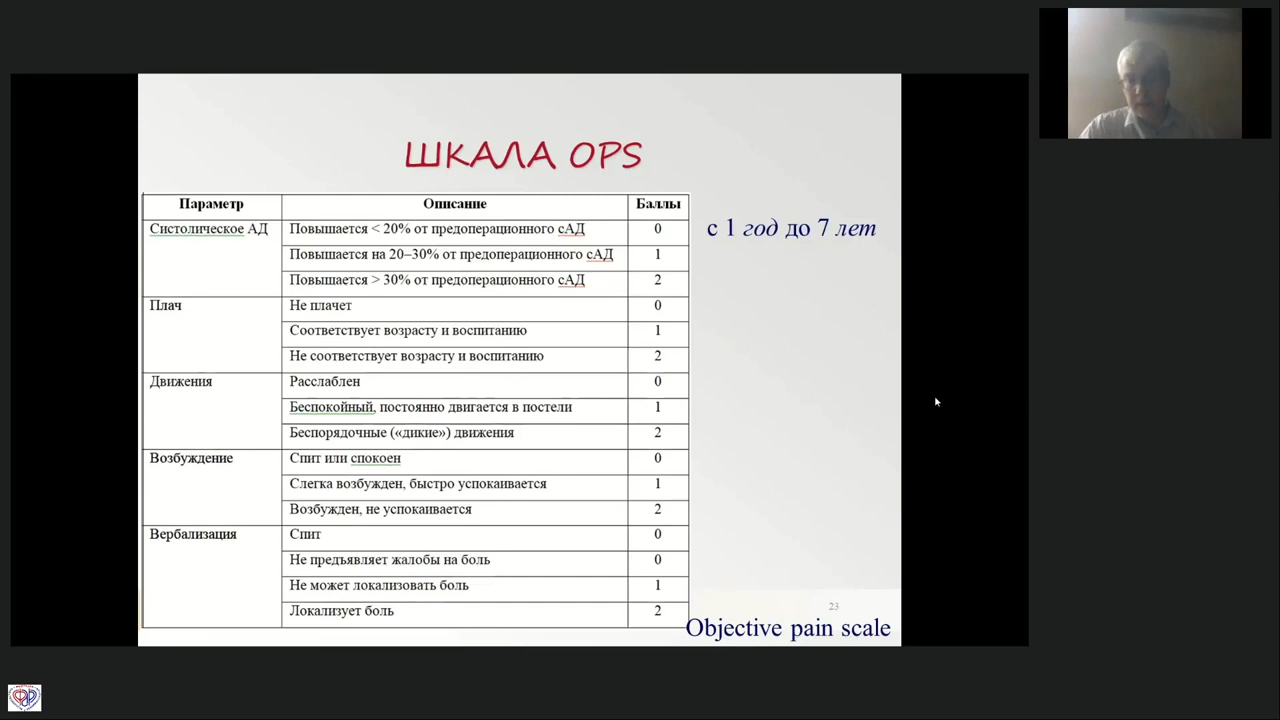 ШКАЛА OPS
Параметр Описание Баллы
Систолическое АД Повышается < 20% от предоперационного сАД 0
Повышается на 20–30% от предоперационного сАД 1
Повышается > 30% от предоперационного сАД 2
Плач Не плачет 0
Соответствует возрасту и воспитанию 1
Не соответствует возрасту и воспитанию 2
Движения Расслаблен 0
Беспокойный, постоянно двигается в постели 1
Беспорядочные («дикие») движения 2
Возбуждение Спит или спокоен 0
Слегка возбужден, быстро успокаивается 1
Возбужден, не успокаивается 2
Вербализация Спит 0
Не предъявляет жалобы на боль 0
Не может локализовать боль 1
Локализует боль 2
с 1 год до 7 лет
23
Objective pain scale